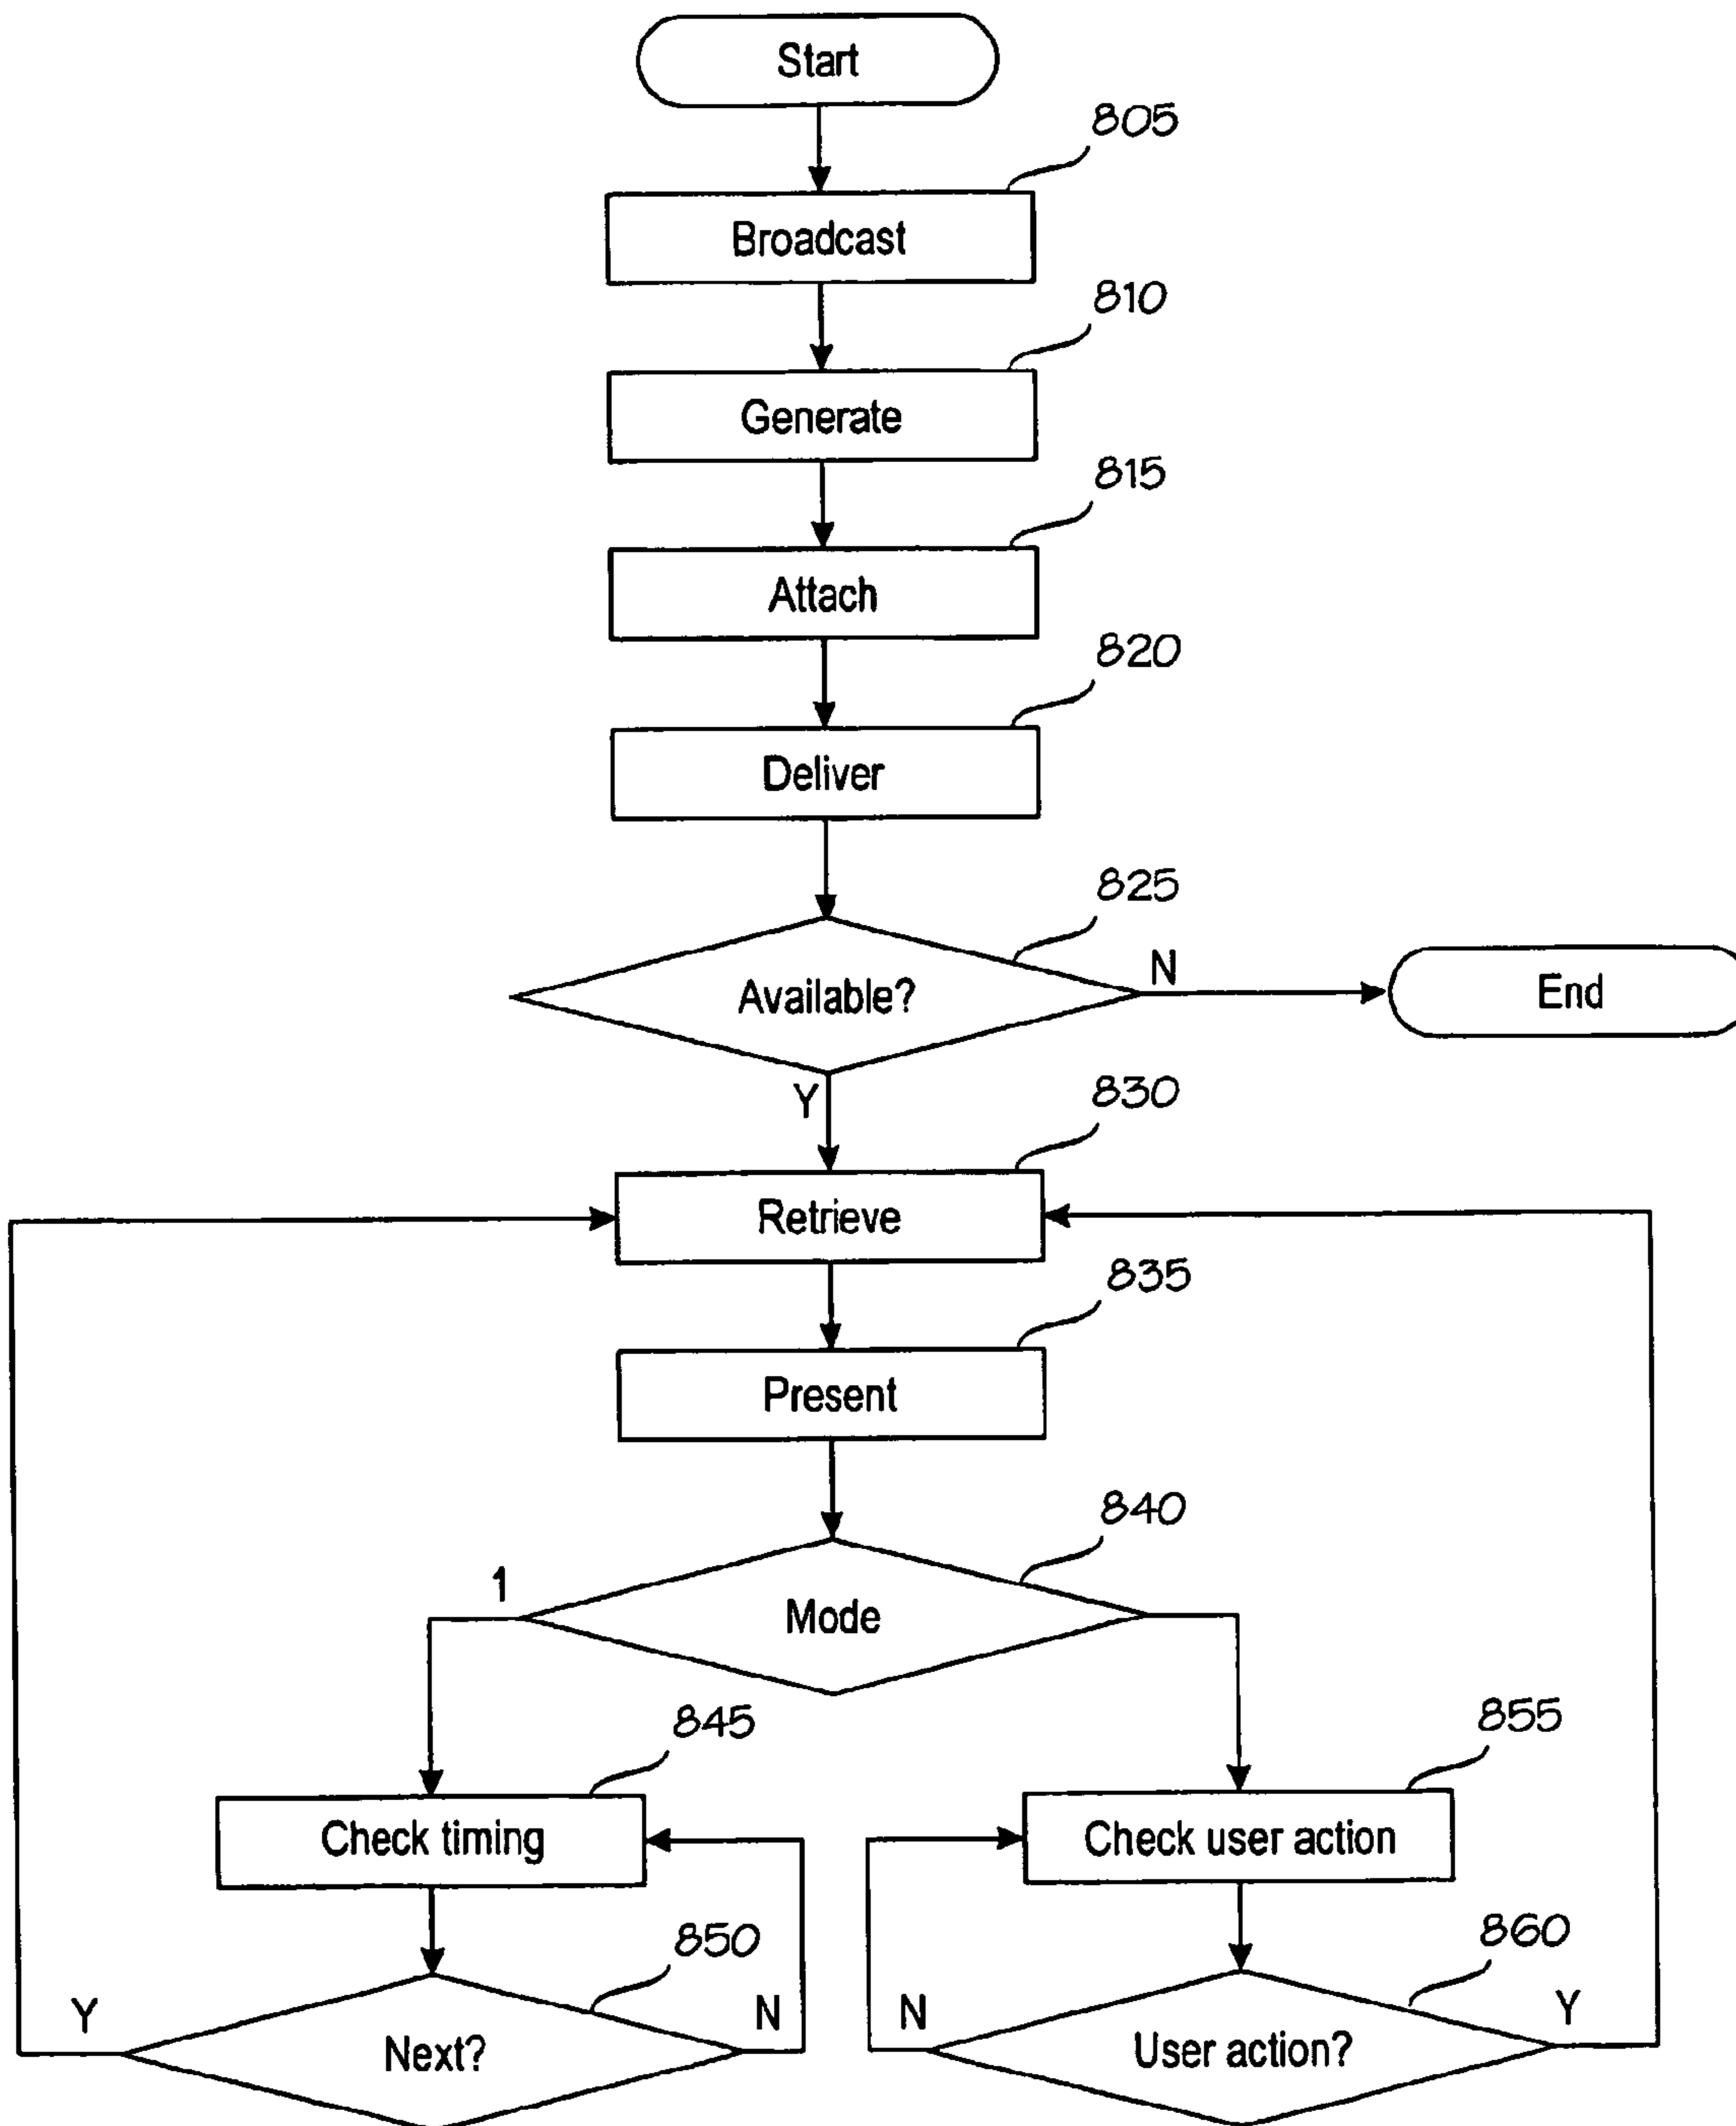 Start
805
Broadcast
810
Generate
815
Attach
820
Deliver
825
Available?
N
End
Y
830
Retrieve
835
Present
840
1
Mode
845
855
Check timing
Check user action
850
860
Y
N
N
Y
Next?
User action?